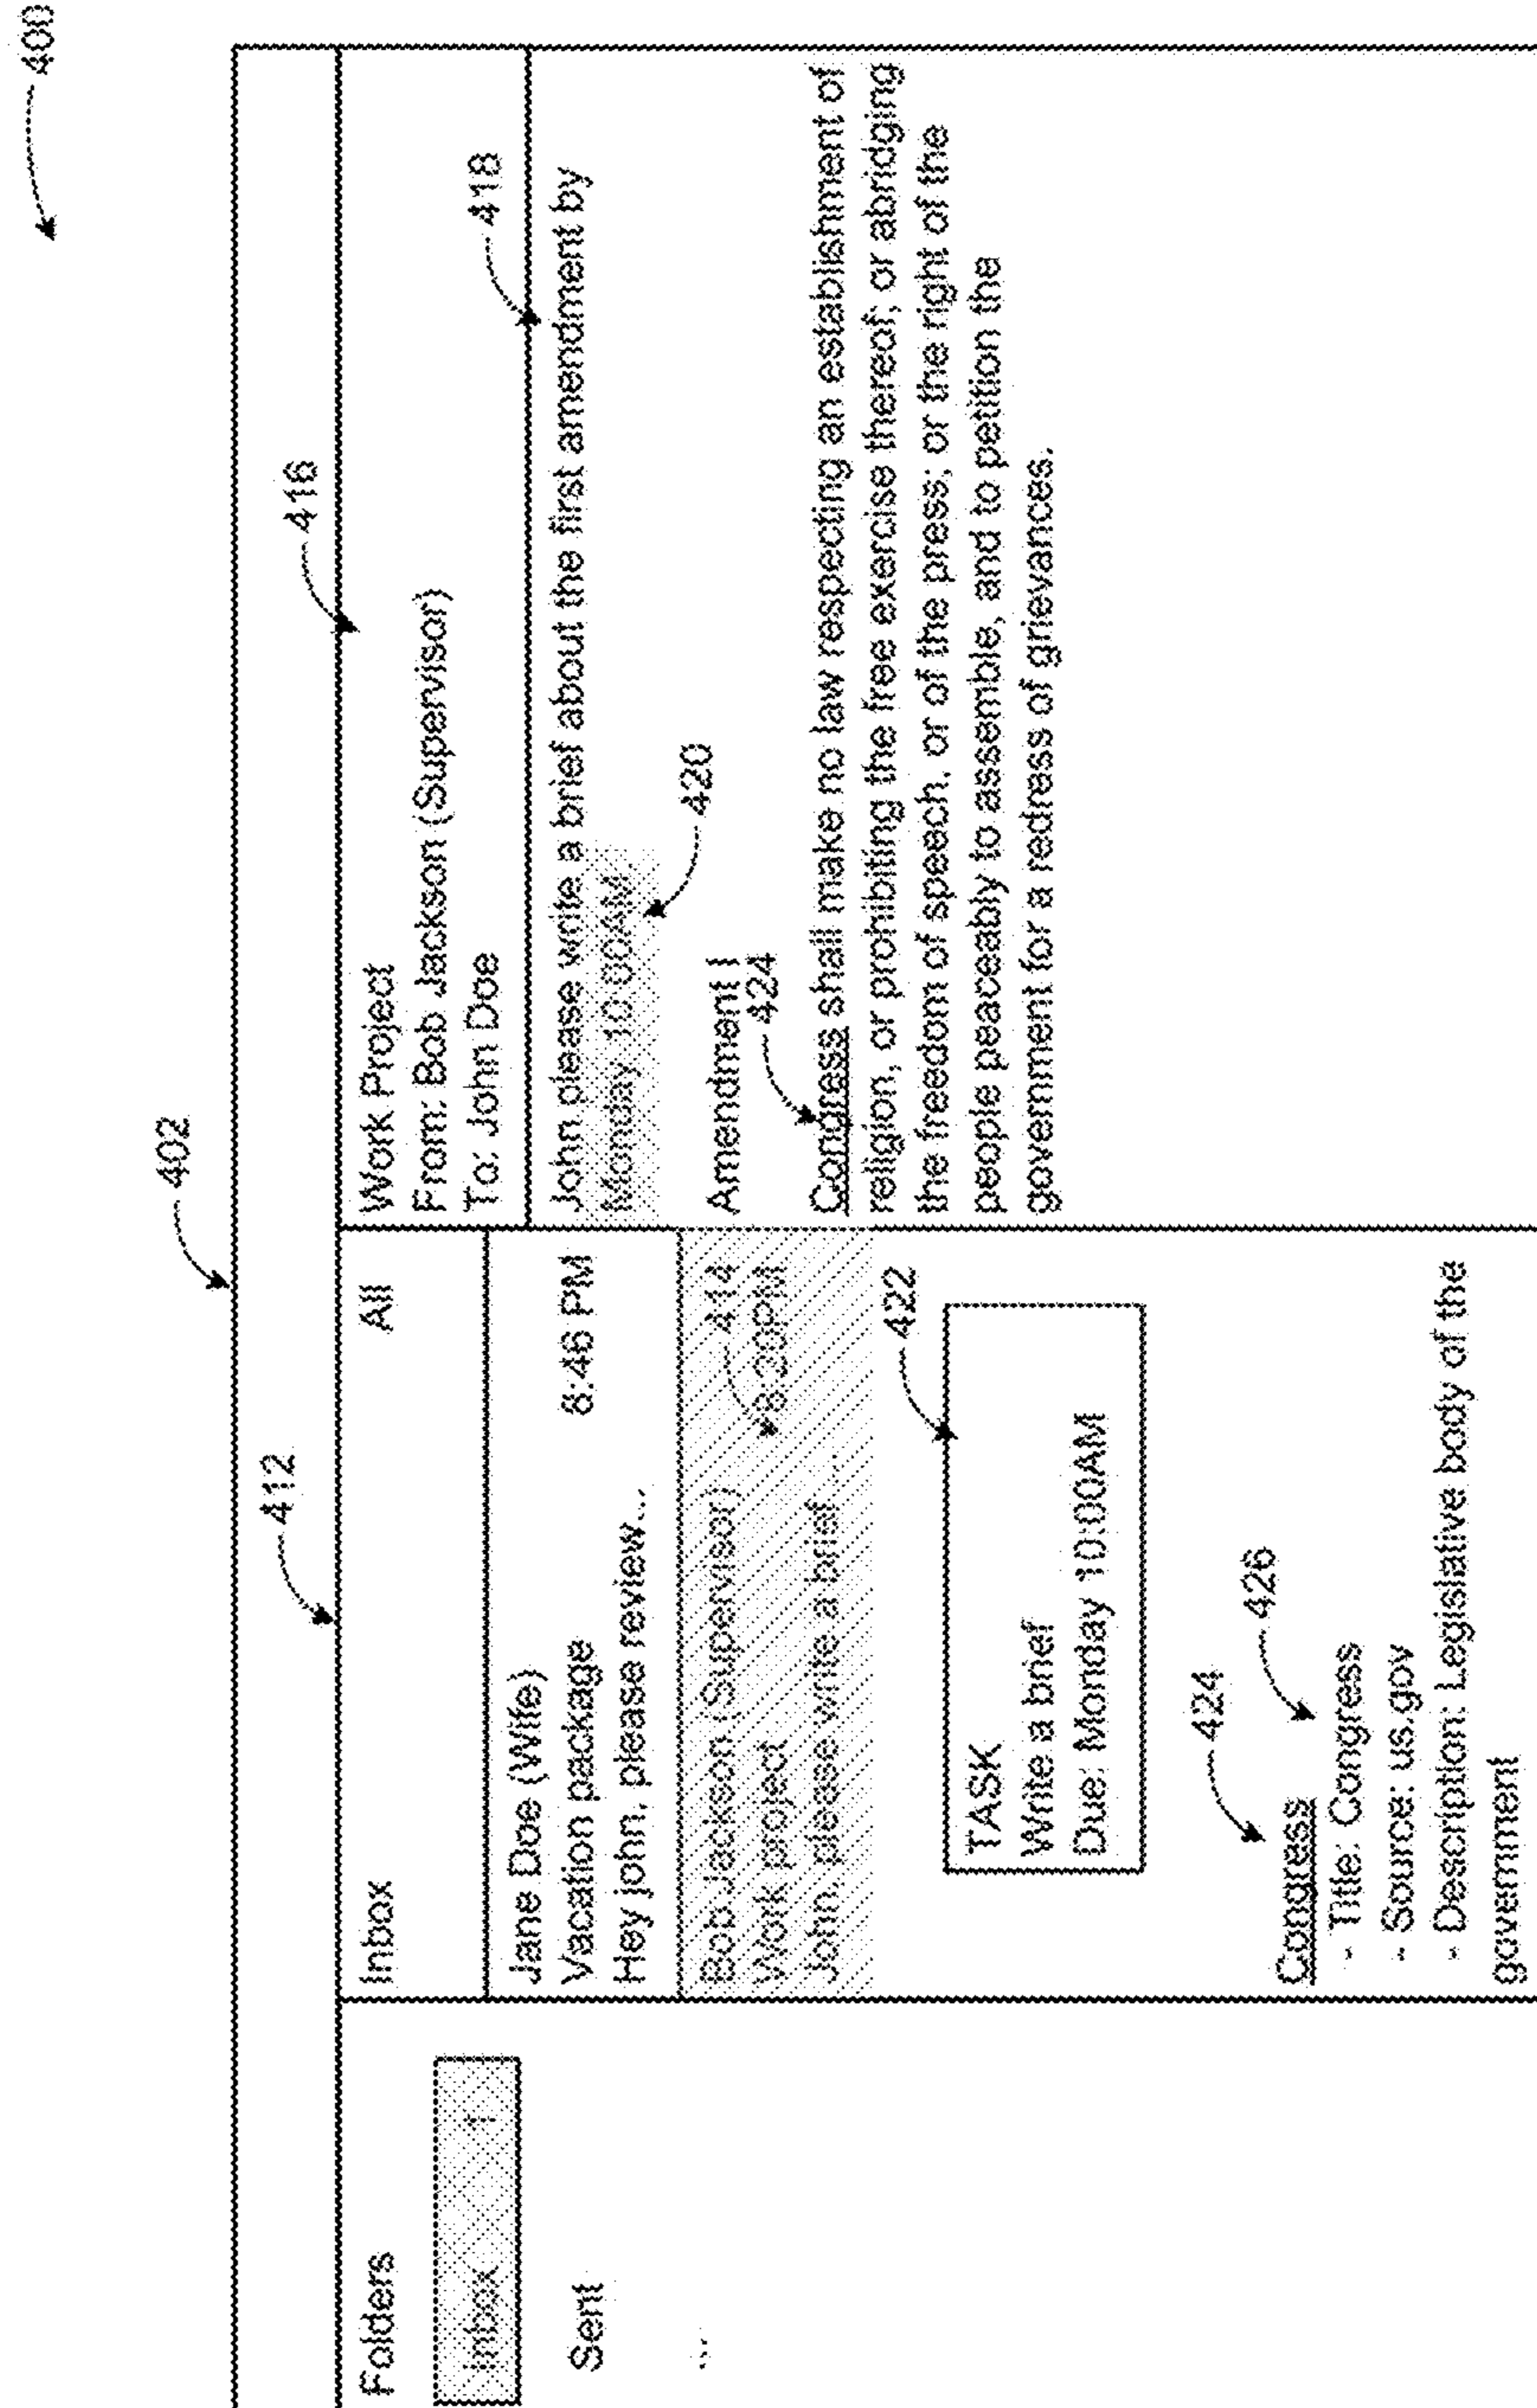 400
402
Folders
Inbox 1
Sent
412
Inbox All
Jane Doe (Wife)
Vacation package 8:46 PM
Hey john, please review...
Bob Jackson (Supervisor) 414
Work project 8:30PM
John, please write a brief ...
422
TASK
Write a brief
Due: Monday 10:00AM
424
426
Congress
- Title: Congress
- Source: us.gov
- Description: Legislative body of the
government
416
Work Project
From: Bob Jackson (Supervisor)
To: John Doe
418
John please write a brief about the first amendment by
Monday 10:00AM
420
Amendment I
424
Congress shall make no law respecting an establishment of
religion, or prohibiting the free exercise thereof; or abridging
the freedom of speech, or of the press; or the right of the
people peaceably to assemble, and to petition the
government for a redress of grievances.